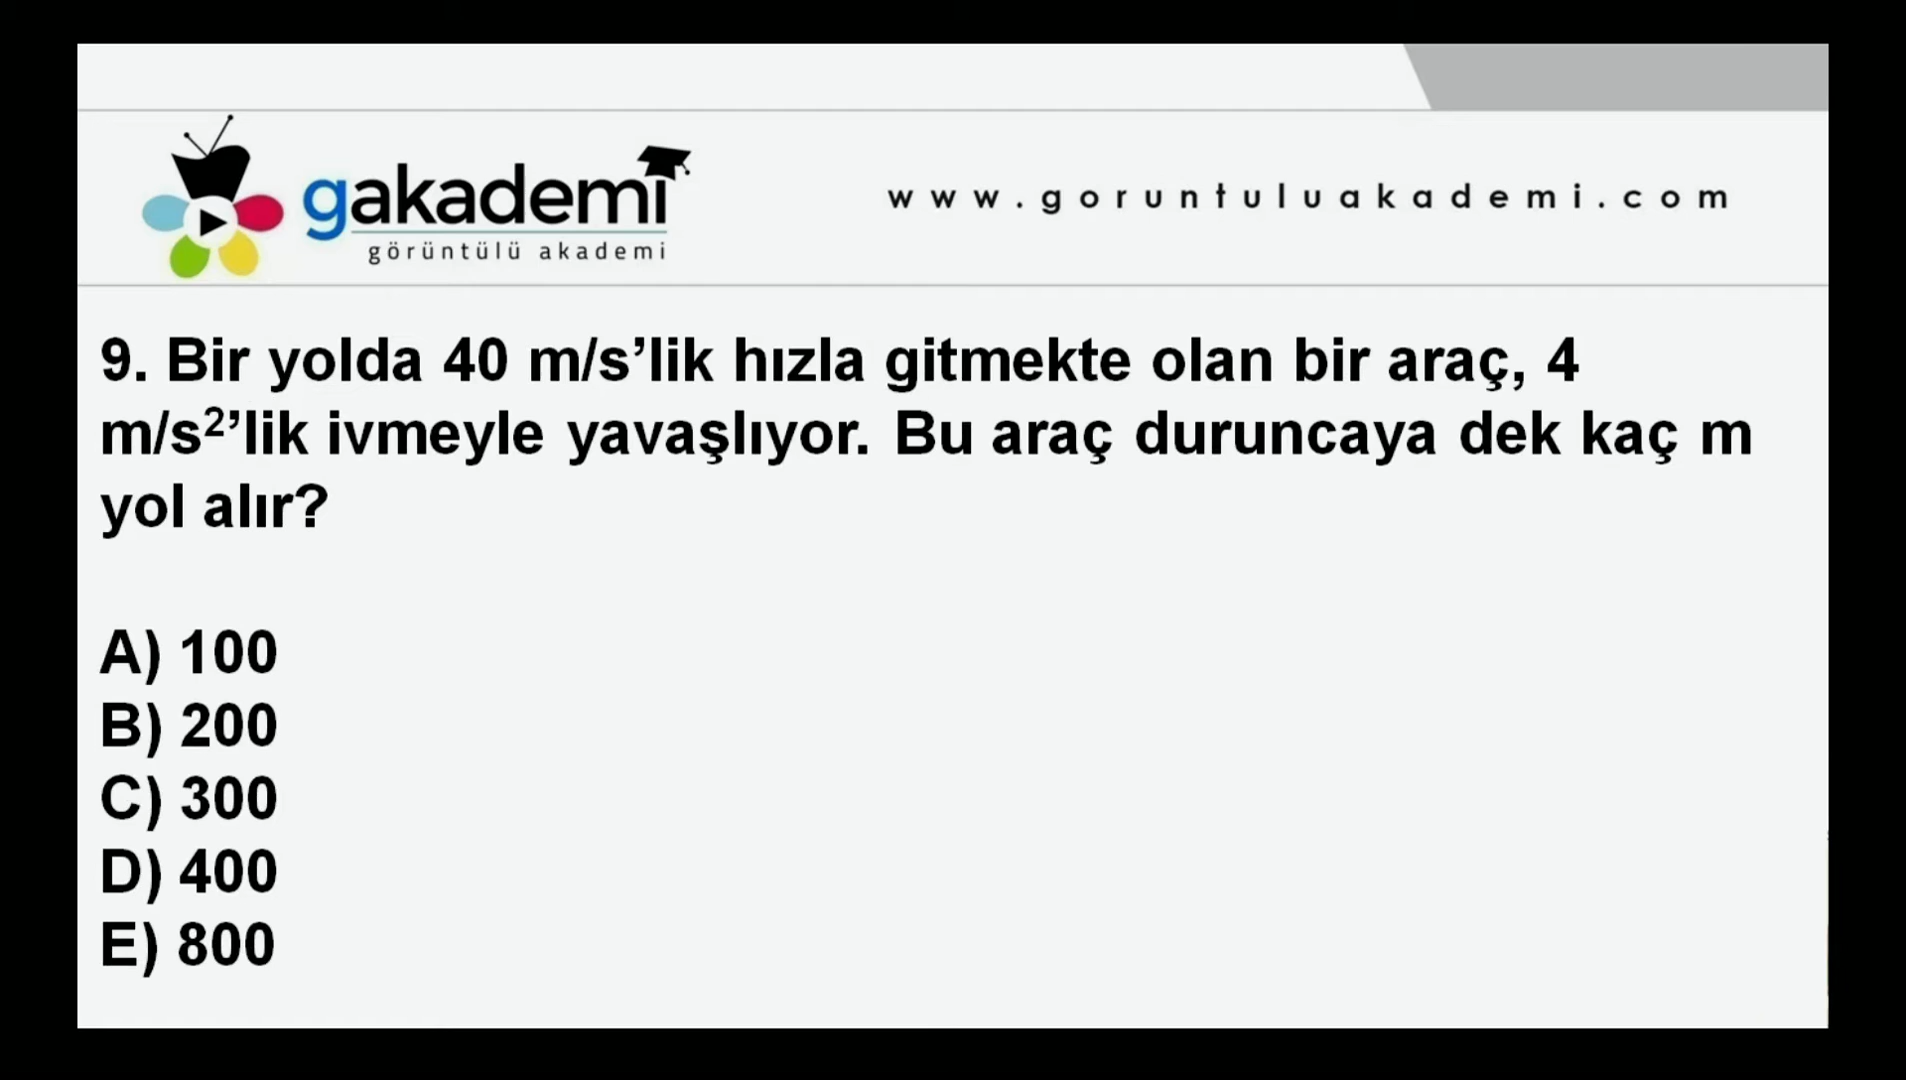 gakademi
görüntülü akademi
www.goruntuluakademi.com
9. Bir yolda 40 m/s’lik hızla gitmekte olan bir araç, 4
m/s²’lik ivmeyle yavaşlıyor. Bu araç duruncaya dek kaç m
yol alır?
A) 100
B) 200
C) 300
D) 400
E) 800